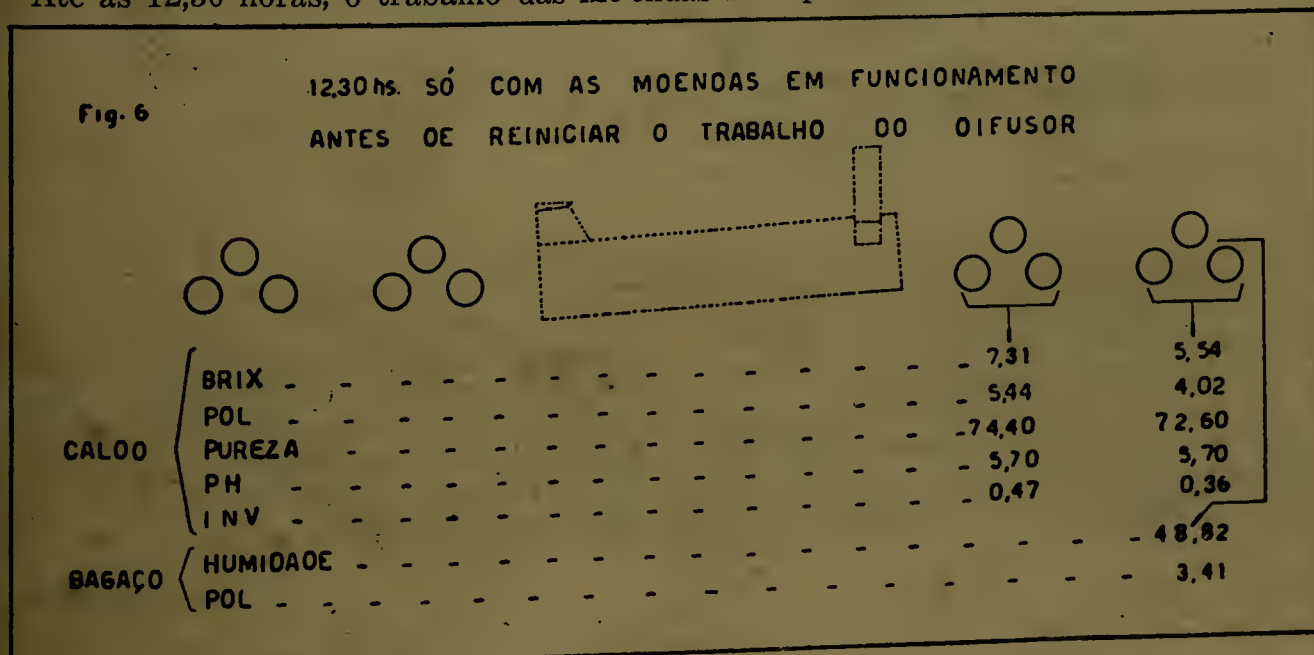 Até às 12,30 horas, o trabalho das
Fig. 6
12,30 hs. SÓ COM AS MOENDAS EM FUNCIONAMENTO
ANTES DE REINICIAR O TRABALHO DO DIFUSOR
CALDO
BRIX 7,31 5,54
POL 5,44 4,02
PUREZA 74,40 72,60
PH 5,70 5,70
INV 0,47 0,36
BAGAÇO
HUMIDADE 48,82
POL 3,41